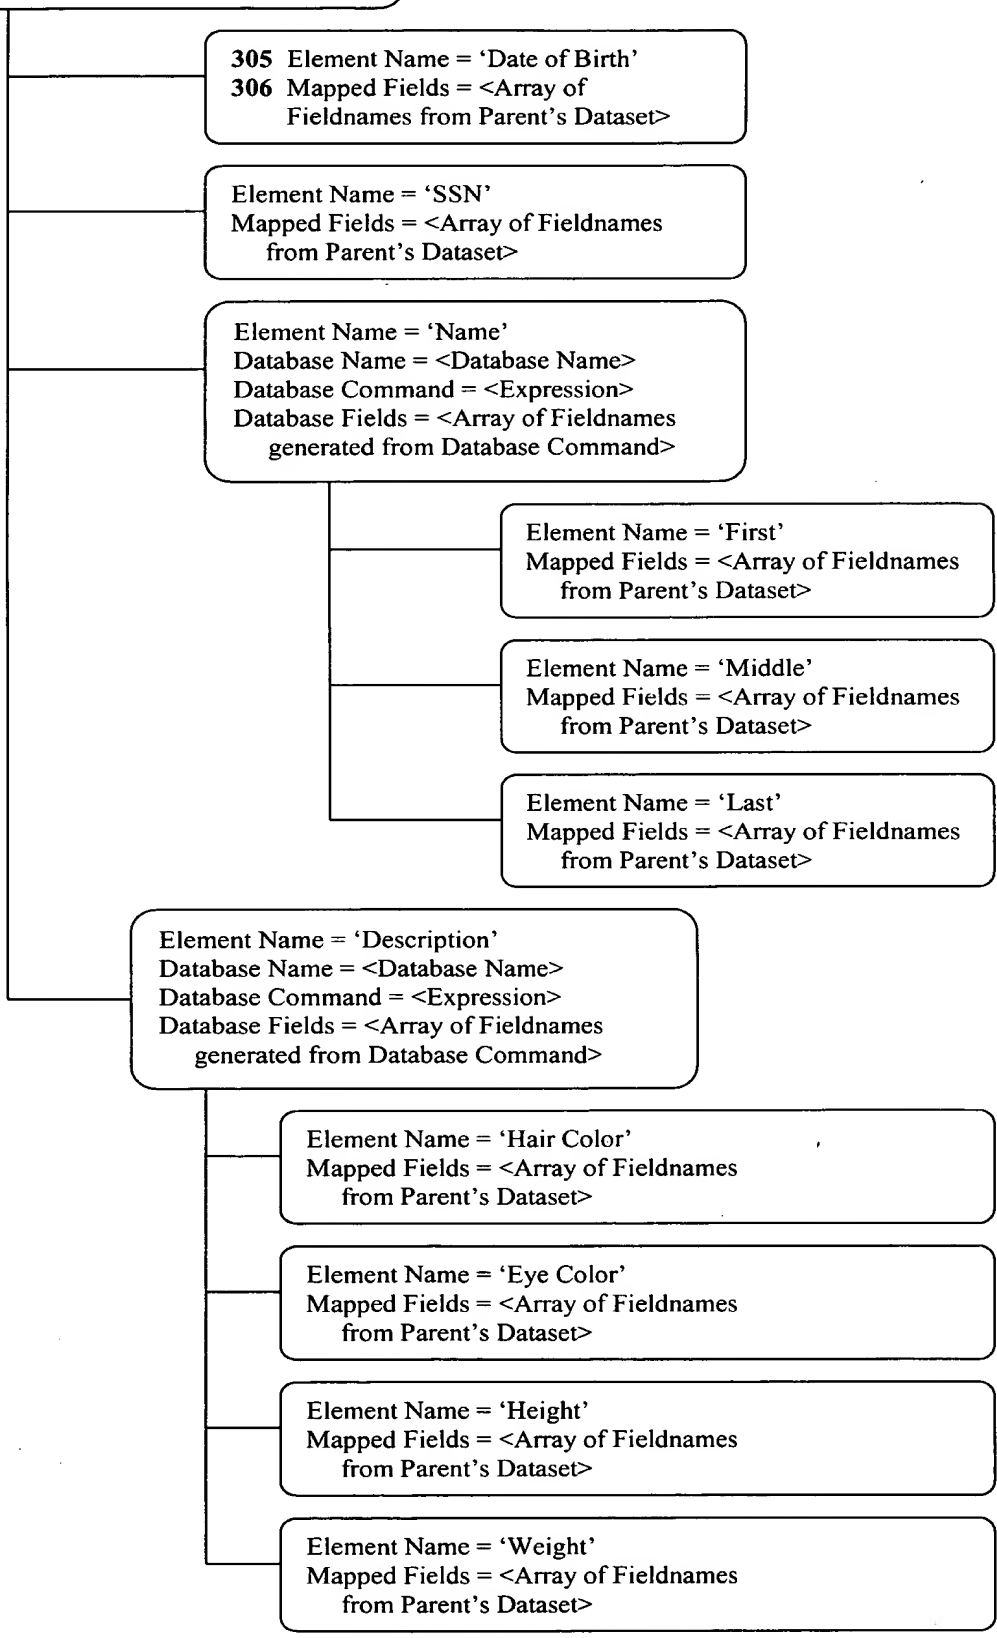 305 Element Name = ‘Date of Birth’
306 Mapped Fields = <Array of
Fieldnames from Parent's Dataset>
Element Name = ‘SSN’
Mapped Fields = <Array of Fieldnames
from Parent's Dataset>
Element Name = ‘Name’
Database Name = <Database Name>
Database Command = <Expression>
Database Fields = <Array of Fieldnames
generated from Database Command>
Element Name = ‘First’
Mapped Fields = <Array of Fieldnames
from Parent's Dataset>
Element Name = ‘Middle’
Mapped Fields = <Array of Fieldnames
from Parent's Dataset>
Element Name = ‘Last’
Mapped Fields = <Array of Fieldnames
from Parent's Dataset>
Element Name = ‘Description’
Database Name = <Database Name>
Database Command = <Expression>
Database Fields = <Array of Fieldnames
generated from Database Command>
Element Name = ‘Hair Color’
Mapped Fields = <Array of Fieldnames
from Parent's Dataset>
Element Name = ‘Eye Color’
Mapped Fields = <Array of Fieldnames
from Parent's Dataset>
Element Name = ‘Height’
Mapped Fields = <Array of Fieldnames
from Parent's Dataset>
Element Name = ‘Weight’
Mapped Fields = <Array of Fieldnames
from Parent's Dataset>